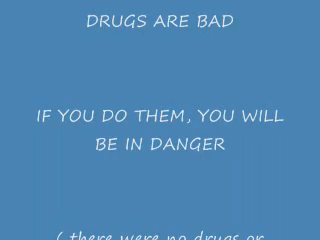 DRUGS ARE BAD
IF YOU DO THEM, YOU WILL
BE IN DANGER
( there were no drugs or